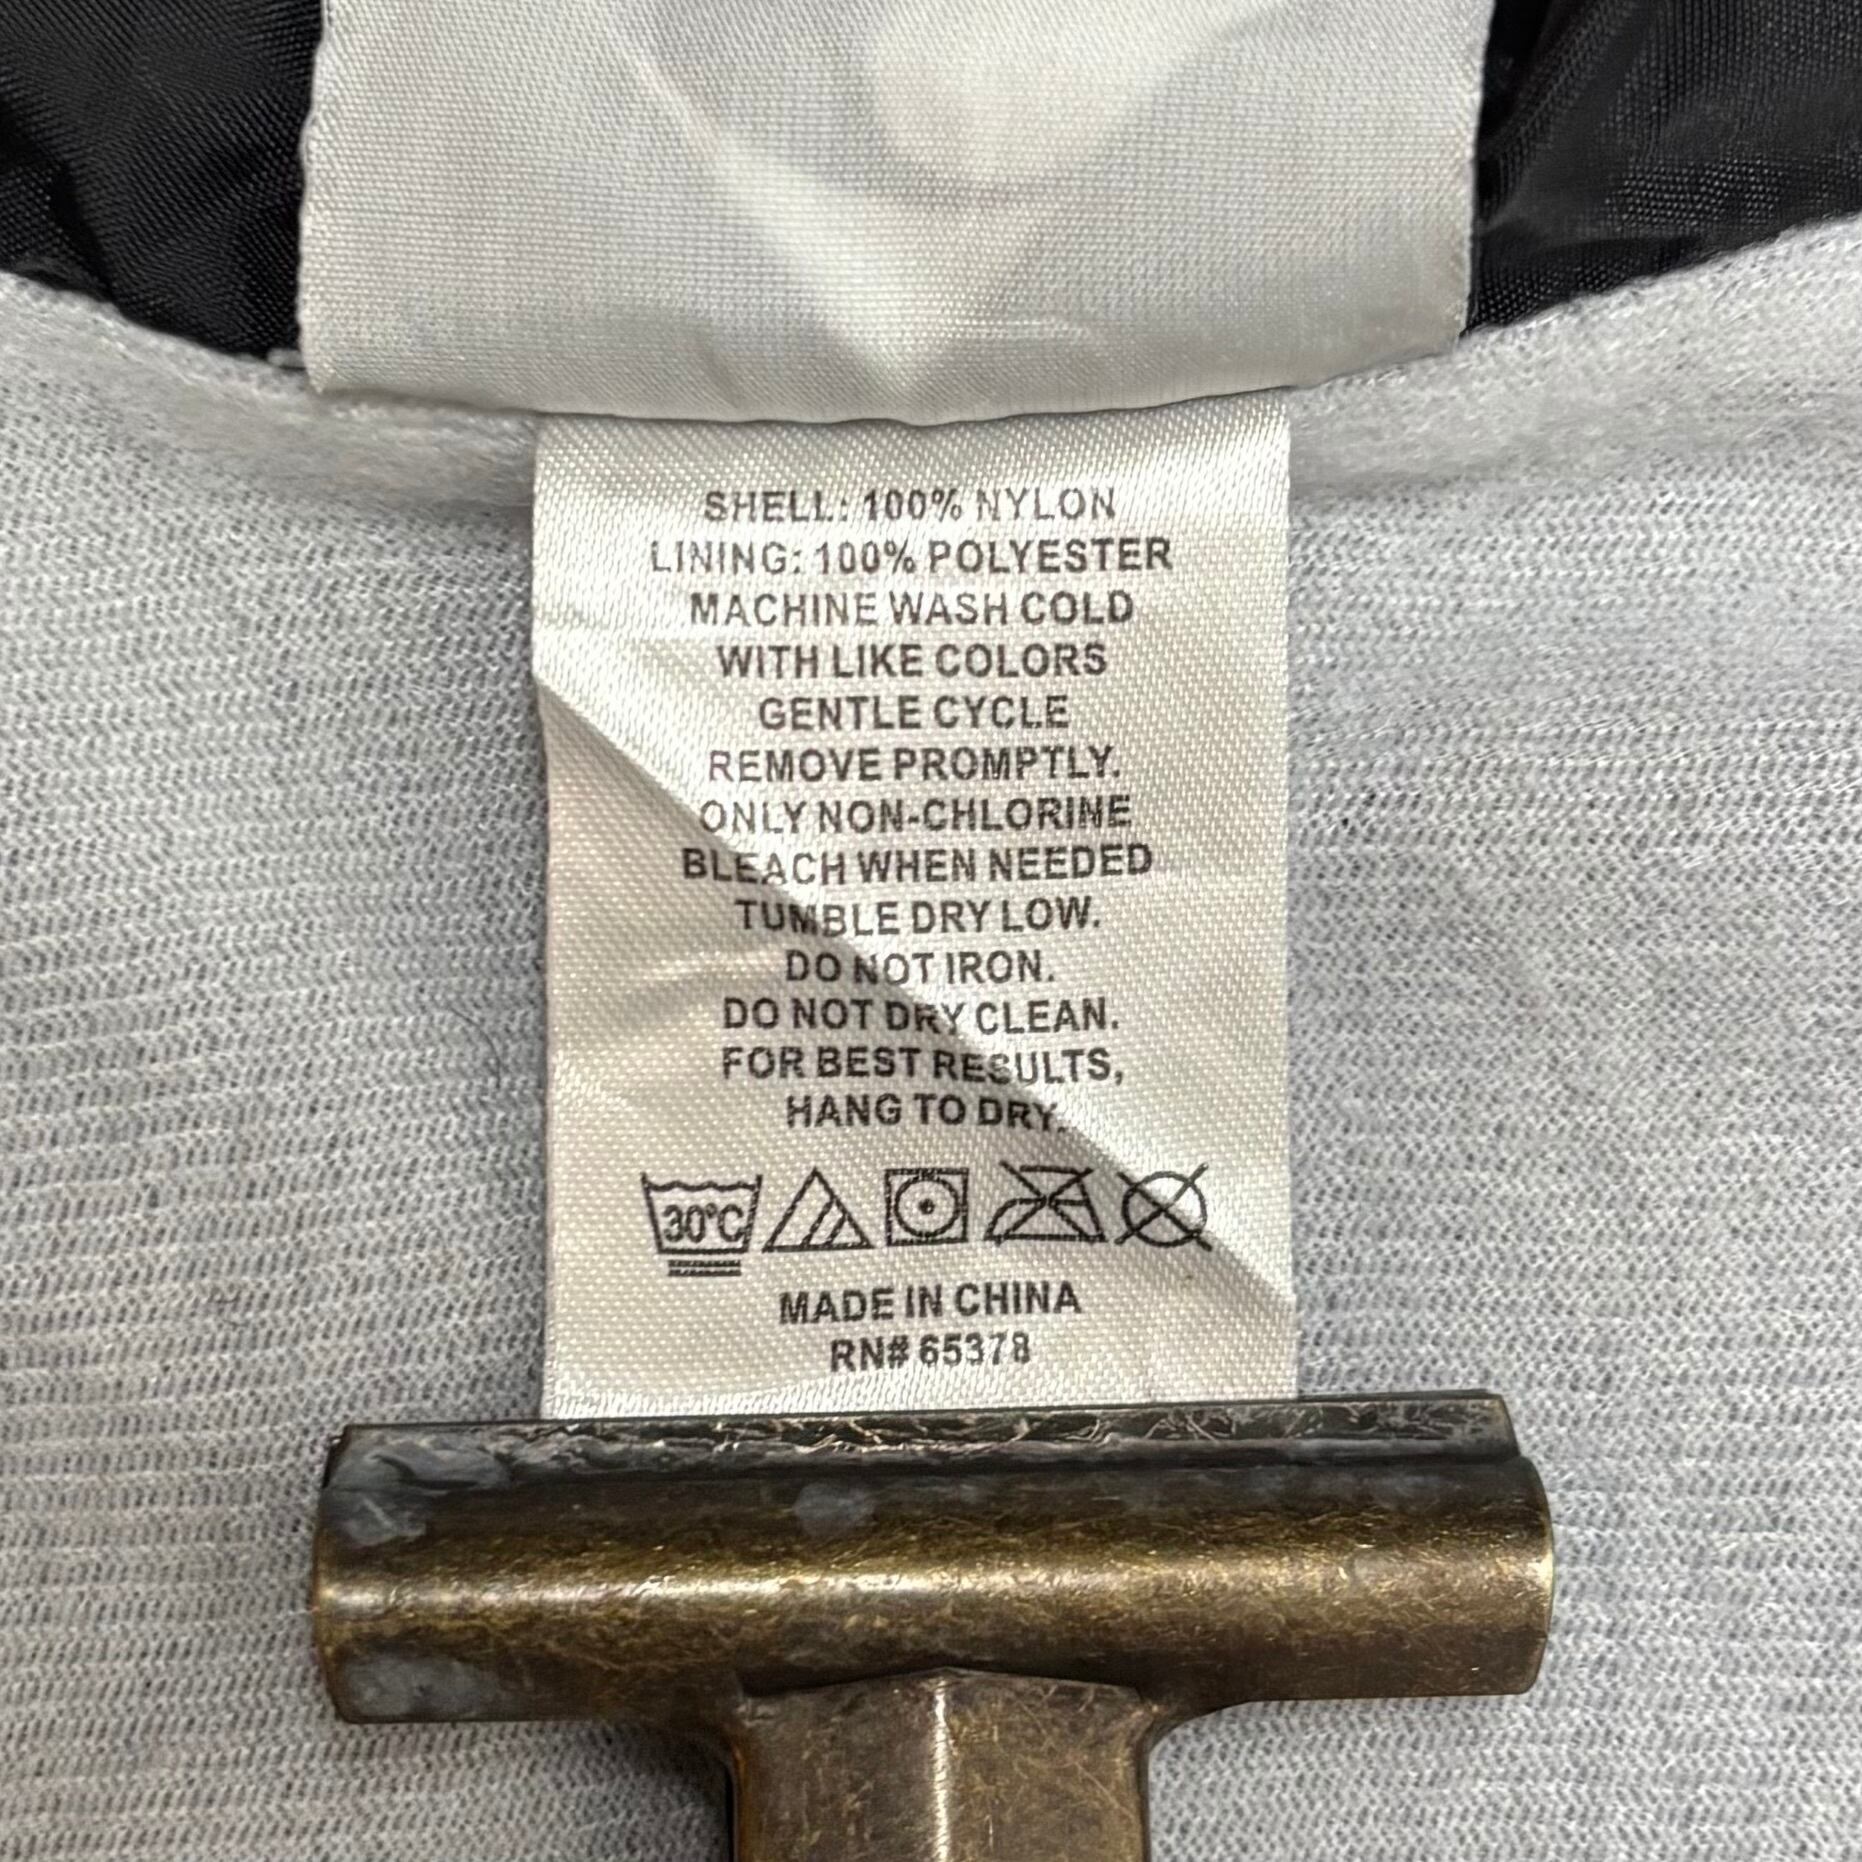 SHELL: 100% NYLON
LINING: 100% POLYESTER
MACHINE WASH COLD
WITH LIKE COLORS
GENTLE CYCLE
REMOVE PROMPTLY.
ONLY NON-CHLORINE
BLEACH WHEN NEEDED
TUMBLE DRY LOW.
DO NOT IRON.
DO NOT DRY CLEAN.
FOR BEST RESULTS,
HANG TO DRY.
30°C
MADE IN CHINA
RN# 65378